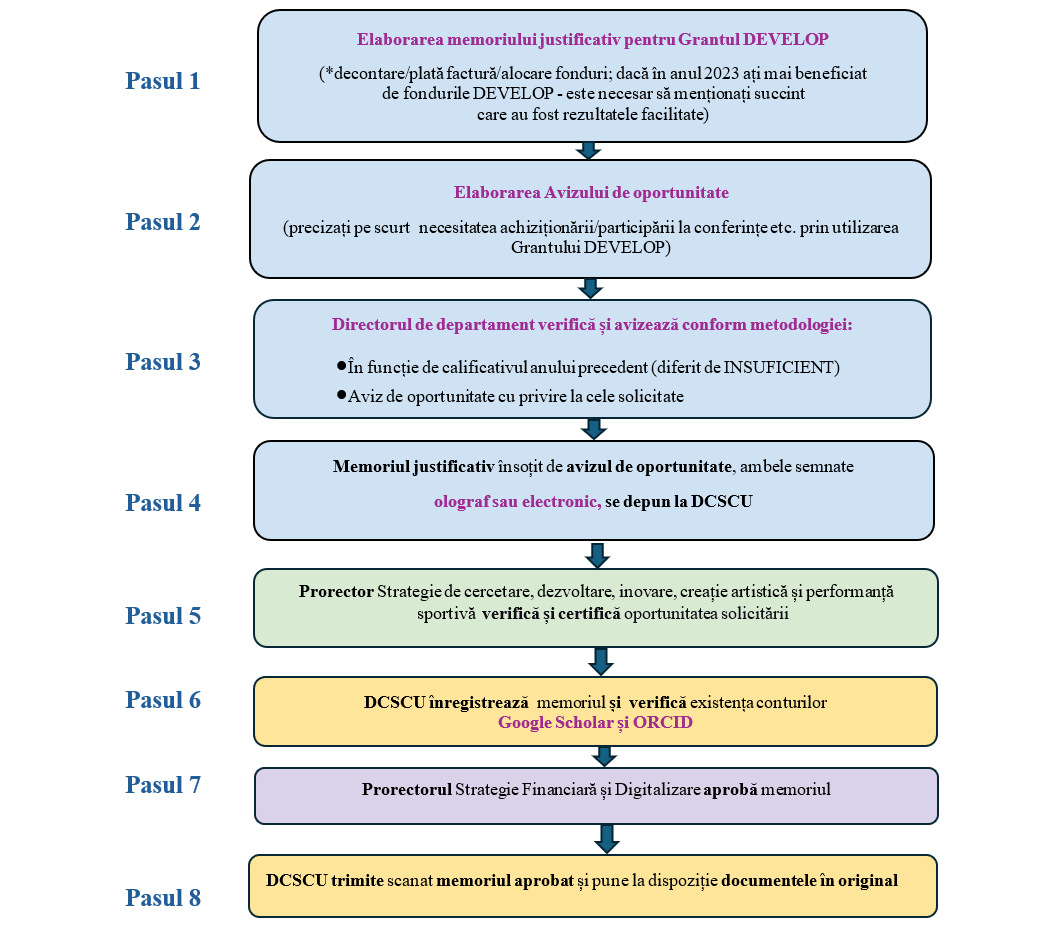 Pasul 1
Elaborarea memoriului justificativ pentru Grantul DEVELOP
(*decontare/plată factură/alocare fonduri; dacă în anul 2023 ați mai beneficiat
de fondurile DEVELOP - este necesar să menționați succint
care au fost rezultatele facilitate)
Pasul 2
Elaborarea Avizului de oportunitate
(precizați pe scurt necesitatea achiziționării/participării la conferințe etc. prin utilizarea
Grantului DEVELOP)
Pasul 3
Directorul de departament verifică și avizează conform metodologiei:
●În funcție de calificativul anului precedent (diferit de INSUFICIENT)
●Aviz de oportunitate cu privire la cele solicitate
Pasul 4
Memoriul justificativ însoțit de avizul de oportunitate, ambele semnate
olograf sau electronic, se depun la DCSCU
Pasul 5
Prorector Strategie de cercetare, dezvoltare, inovare, creație artistică și performanță
sportivă verifică și certifică oportunitatea solicitării
Pasul 6
DCSCU înregistrează memoriul și verifică existența conturilor
Google Scholar și ORCID
Pasul 7
Prorectorul Strategie Financiară și Digitalizare aprobă memoriul
Pasul 8
DCSCU trimite scanat memoriul aprobat și pune la dispoziție documentele în original